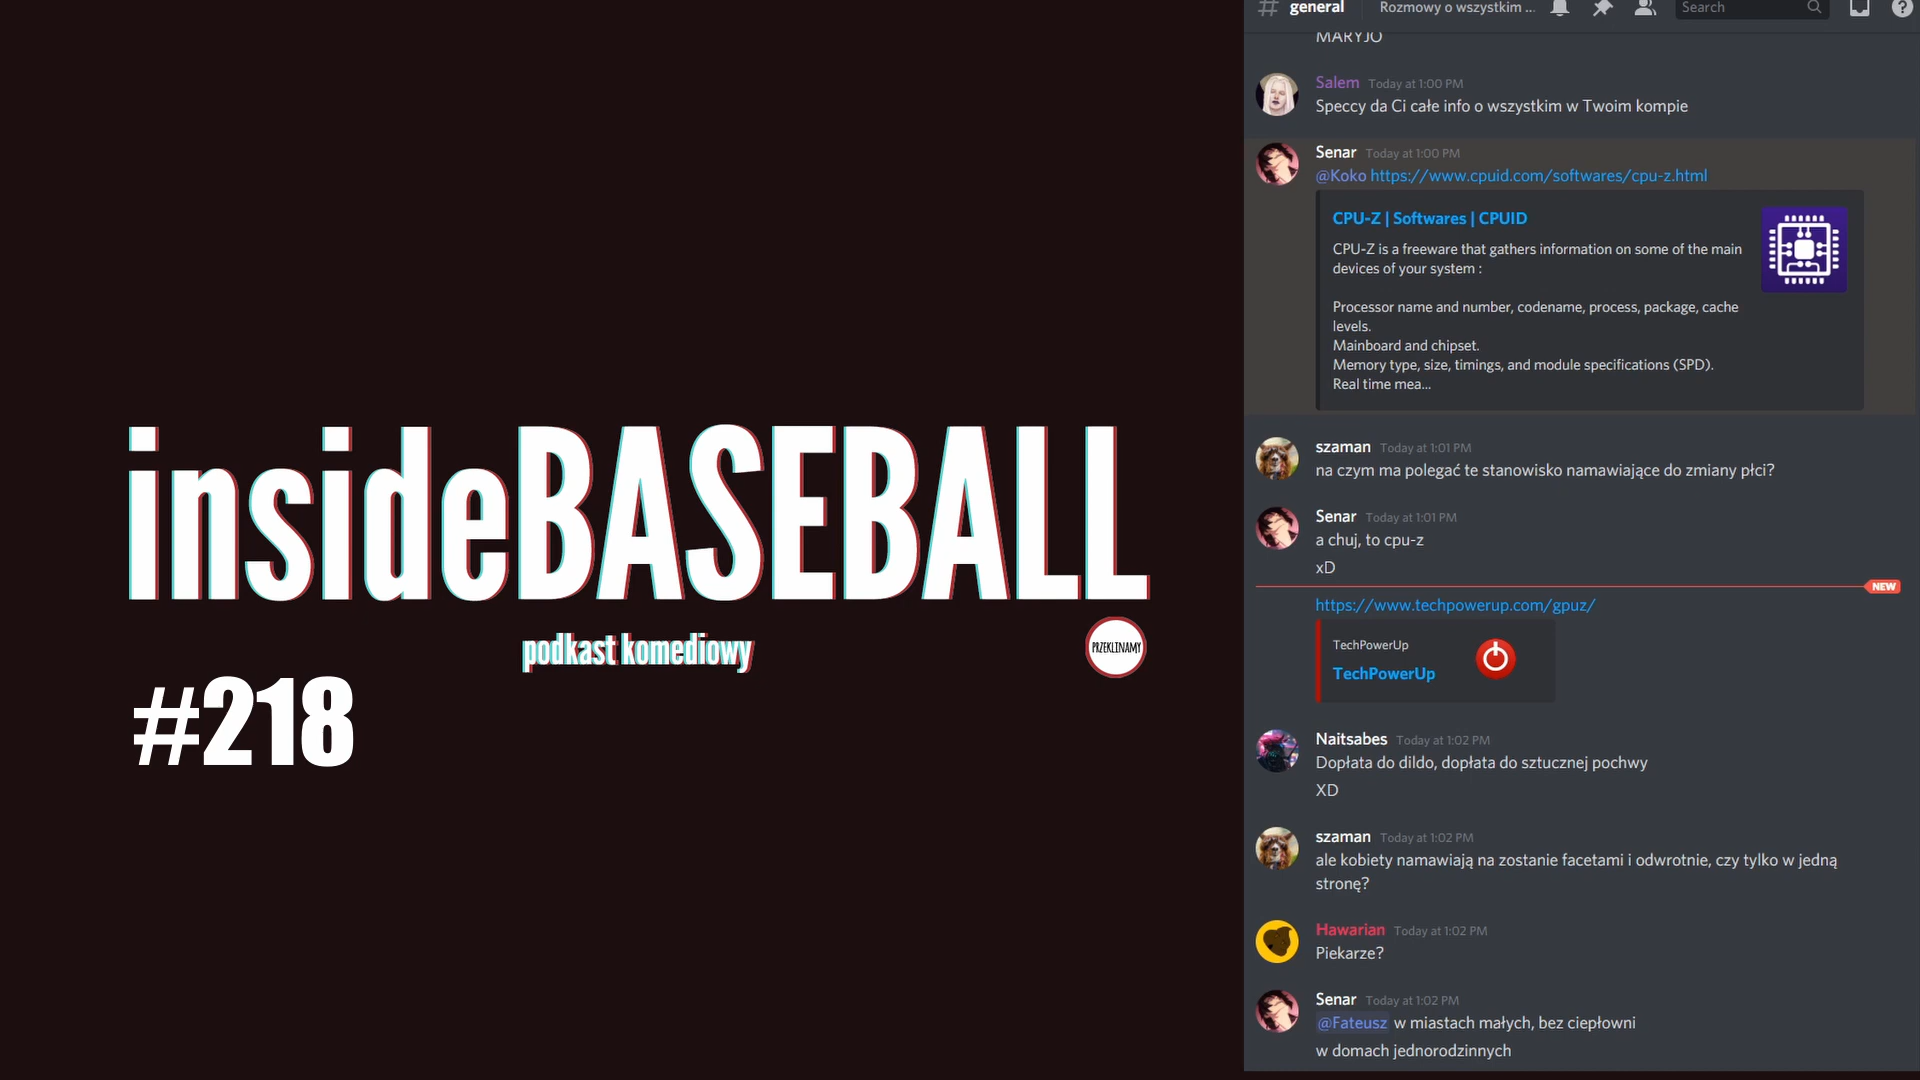 insideBASEBALL
podkast komediowy
PRZEKLINAMY
#218
general
Rozmowy o wszystkim ...
Search
MARYJO
Salem Today at 1:00 PM
Speccy da Ci całe info o wszystkim w Twoim kompie
Senar Today at 1:00 PM
@Koko https://www.cpuid.com/softwares/cpu-z.html
CPU-Z | Softwares | CPUID
CPU-Z is a freeware that gathers information on some of the main
devices of your system :
Processor name and number, codename, process, package, cache
levels.
Mainboard and chipset.
Memory type, size, timings, and module specifications (SPD).
Real time mea...
szaman Today at 1:01 PM
na czym ma polegać te stanowisko namawiające do zmiany płci?
Senar Today at 1:01 PM
a chuj, to cpu-z
xD
NEW
https://www.techpowerup.com/gpuz/
TechPowerUp
TechPowerUp
Naitsabes Today at 1:02 PM
Dopłata do dildo, dopłata do sztucznej pochwy
XD
szaman Today at 1:02 PM
ale kobiety namawiają na zostanie facetami i odwrotnie, czy tylko w jedną
stronę?
Hawarian Today at 1:02 PM
Piekarze?
Senar Today at 1:02 PM
@Fateusz w miastach małych, bez ciepłowni
w domach jednorodzinnych